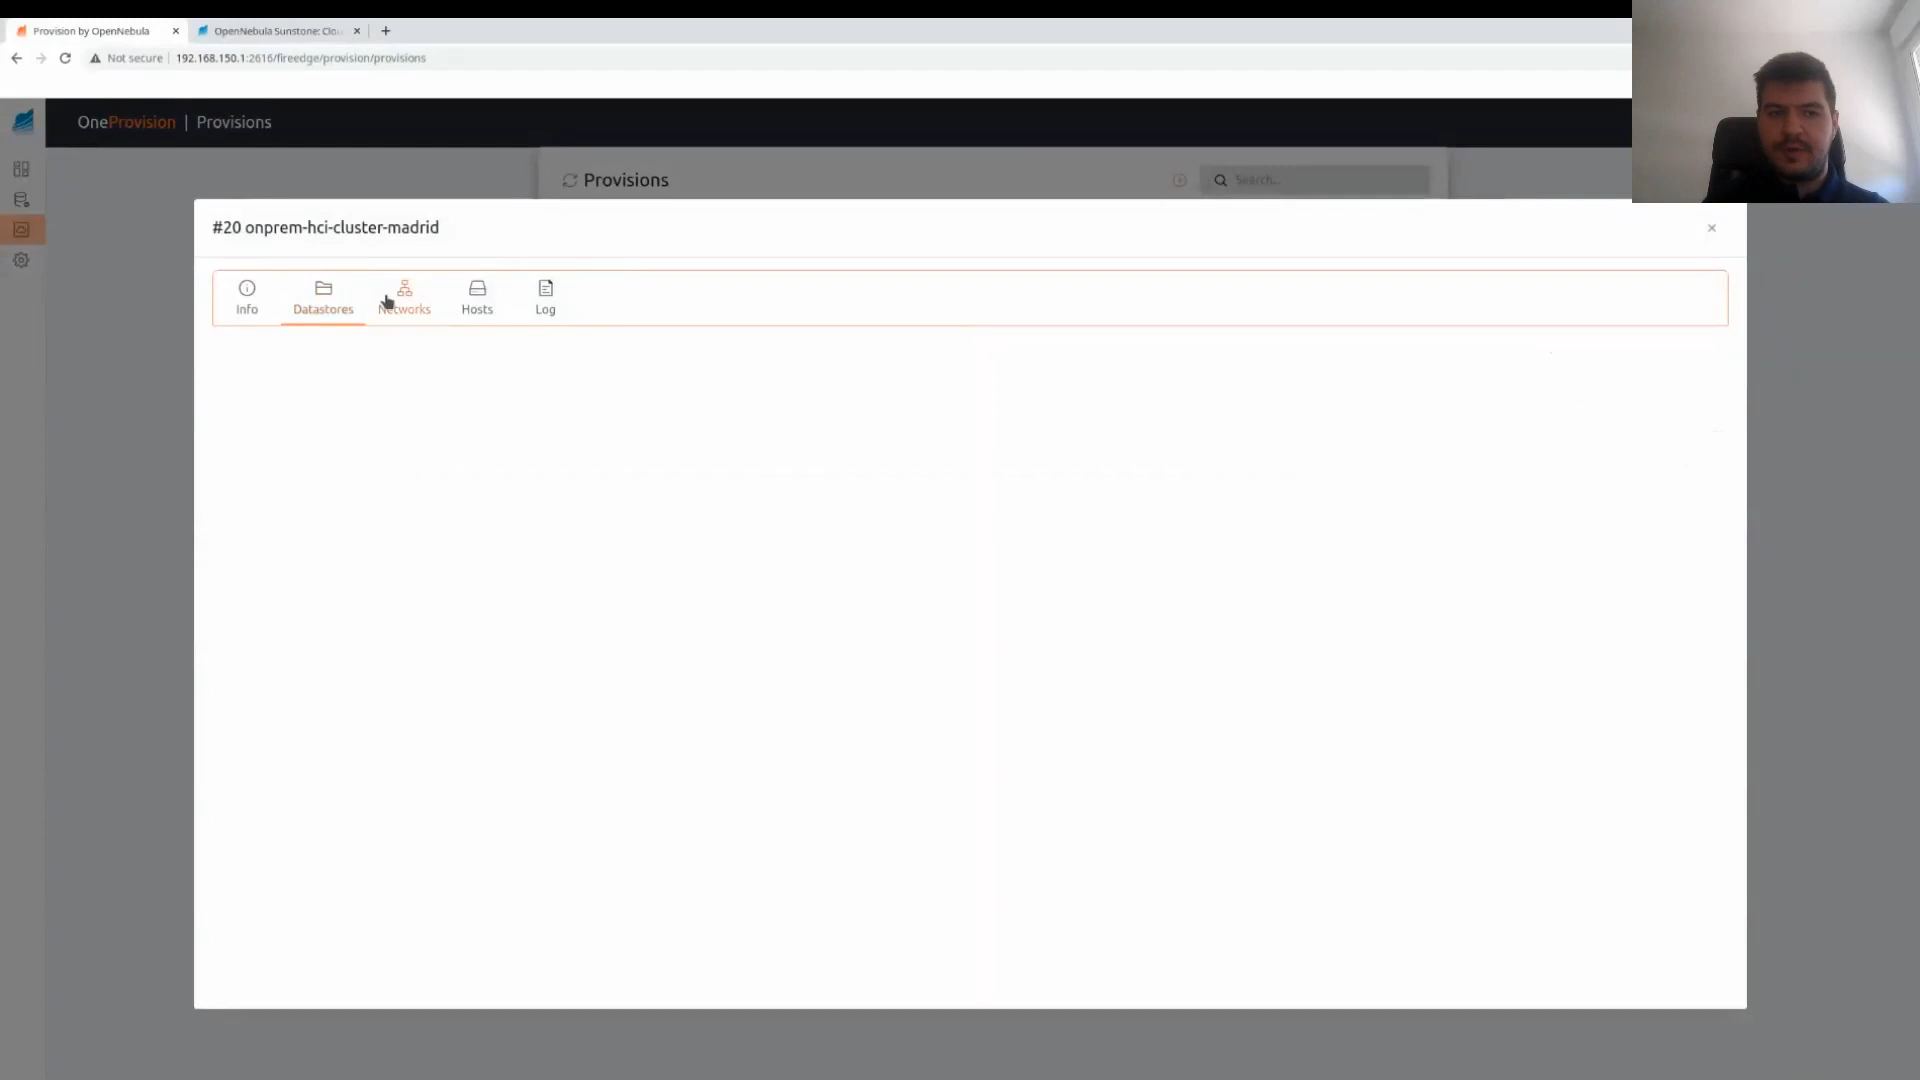 Provision by OpenNebula
OpenNebula Sunstone: Clou
Not secure
192.168.150.1:2616/fireedge/provision/provisions
OneProvision | Provisions
Provisions
Search...
#20 onprem-hci-cluster-madrid
Info
Datastores
Networks
Hosts
Log